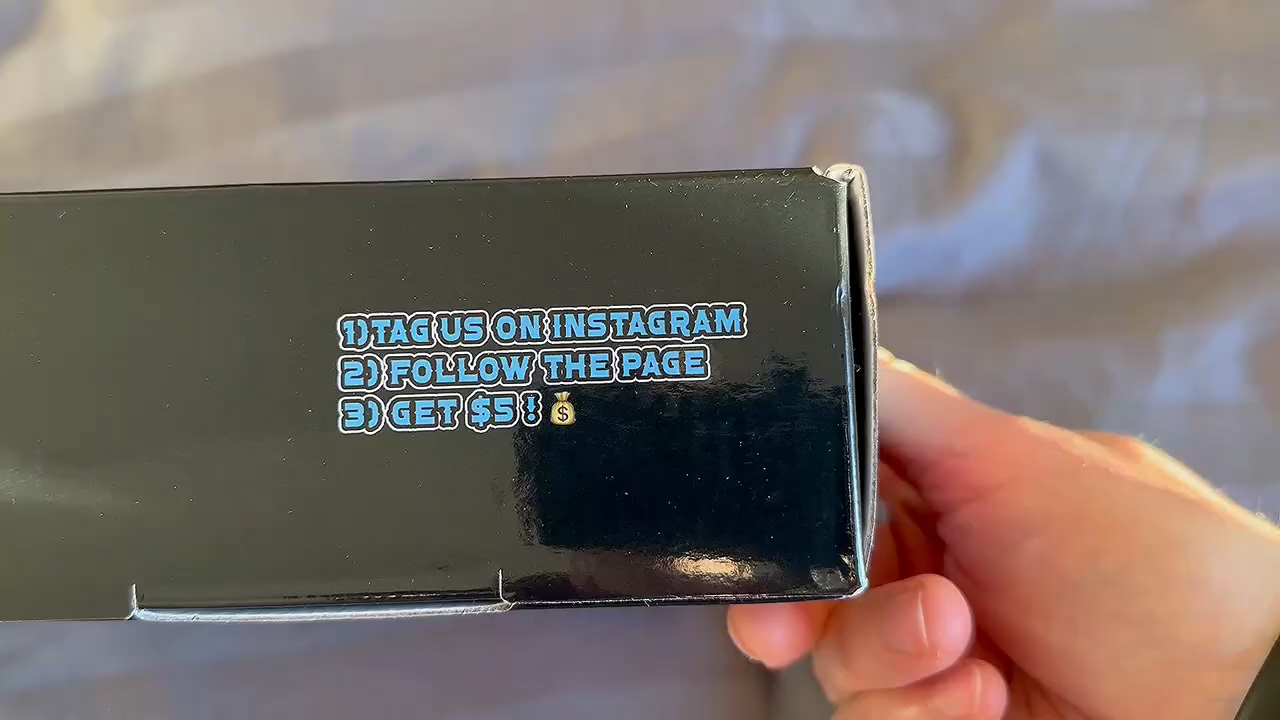 1)TAG US ON INSTAGRAM
2) FOLLOW THE PAGE
3) GET $5 ! 💰